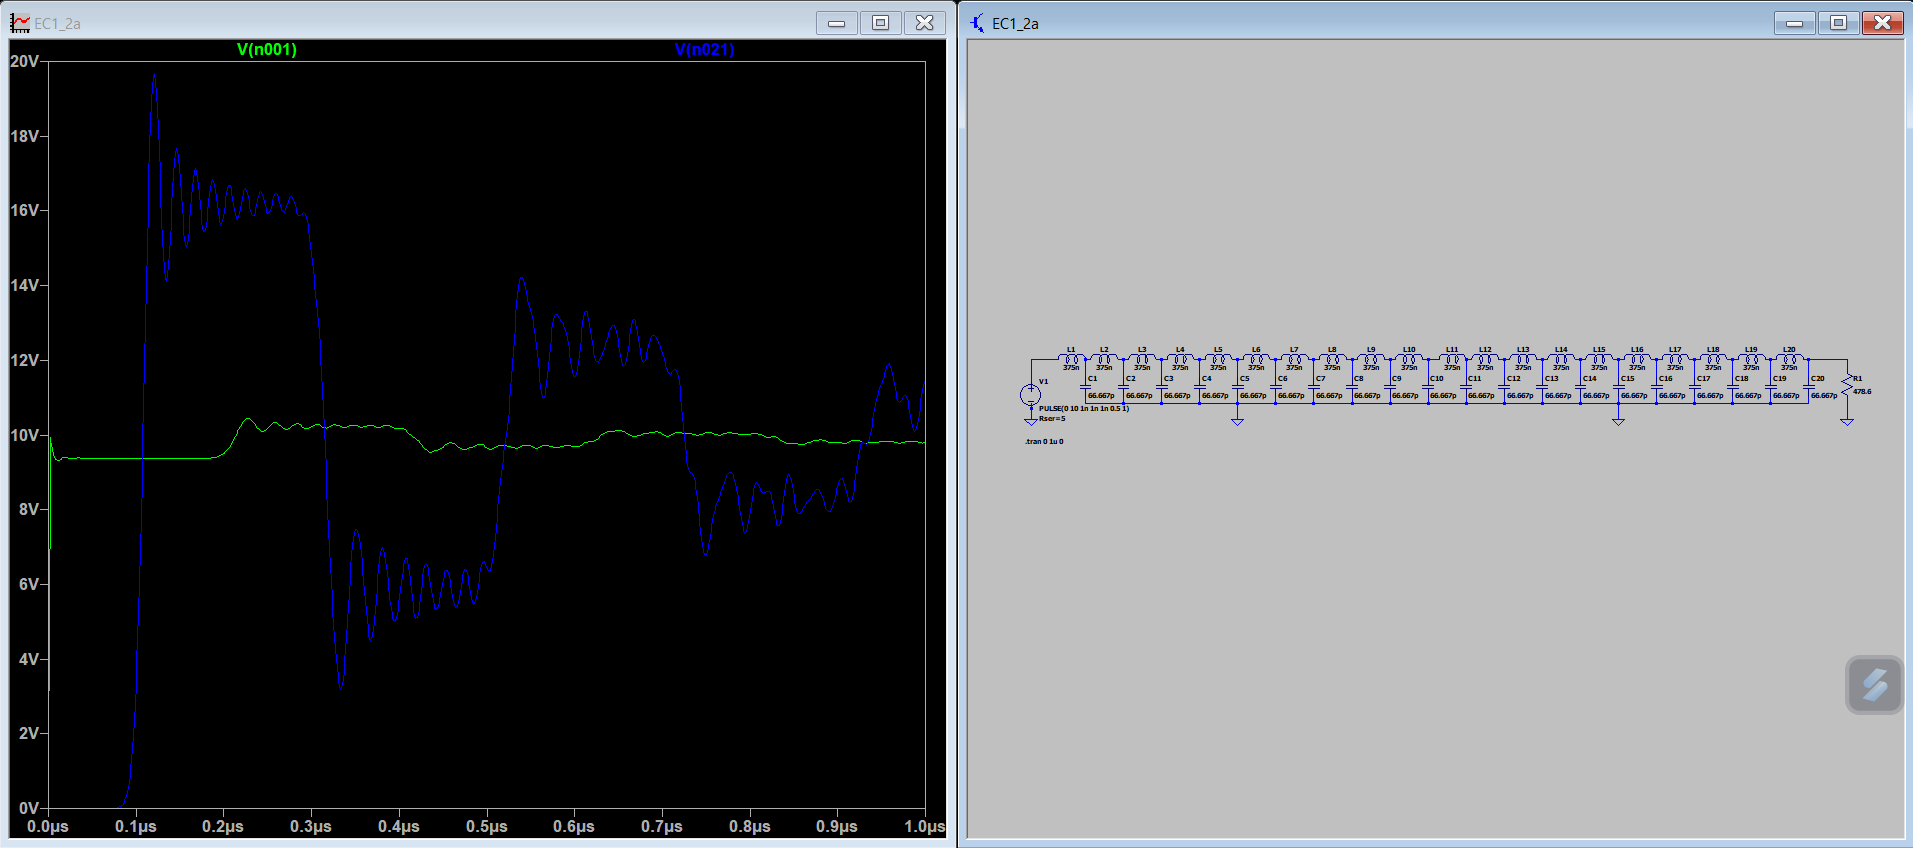 EC1_2a
V(n001) V(n021)
20V
18V
16V
14V
12V
10V
8V
6V
4V
2V
0V
0.0µs 0.1µs 0.2µs 0.3µs 0.4µs 0.5µs 0.6µs 0.7µs 0.8µs 0.9µs 1.0µs
EC1_2a
L1 L2 L3 L4 L5 L6 L7 L8 L9 L10 L11 L12 L13 L14 L15 L16 L17 L18 L19 L20
375n 375n 375n 375n 375n 375n 375n 375n 375n 375n 375n 375n 375n 375n 375n 375n 375n 375n 375n 375n
V1 C1 C2 C3 C4 C5 C6 C7 C8 C9 C10 C11 C12 C13 C14 C15 C16 C17 C18 C19 C20 R1
66.667p 66.667p 66.667p 66.667p 66.667p 66.667p 66.667p 66.667p 66.667p 66.667p 66.667p 66.667p 66.667p 66.667p 66.667p 66.667p 66.667p 66.667p 66.667p 66.667p 478.6
PULSE(0 10 1n 1n 1n 0.5 1)
Rser=5
.tran 0 1u 0